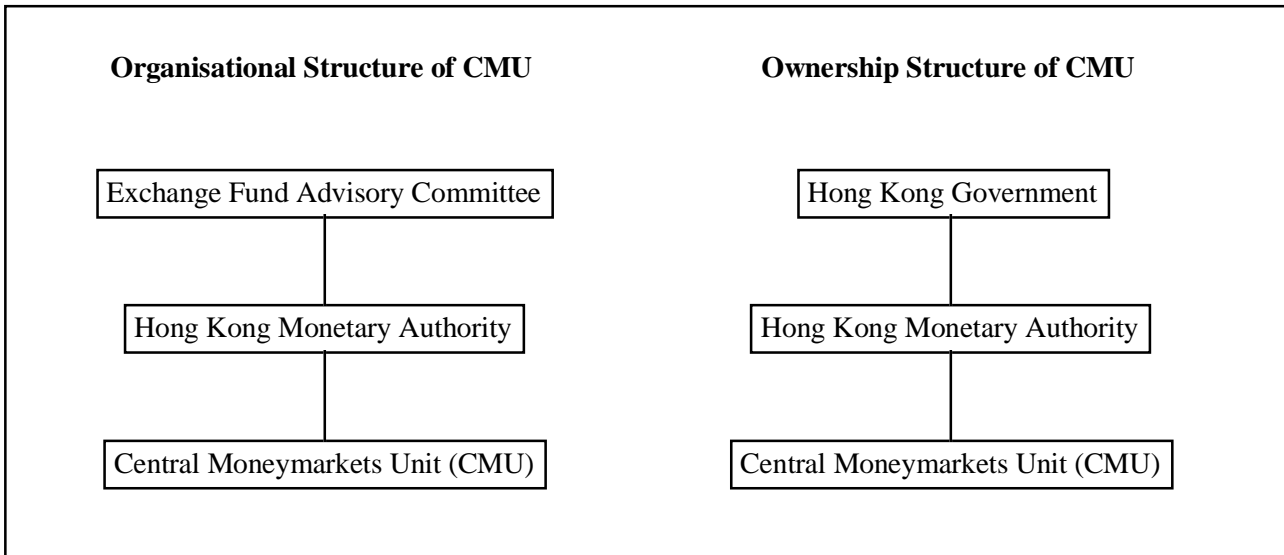 Organisational Structure of CMU
Exchange Fund Advisory Committee
Hong Kong Monetary Authority
Central Moneymarkets Unit (CMU)
Ownership Structure of CMU
Hong Kong Government
Hong Kong Monetary Authority
Central Moneymarkets Unit (CMU)